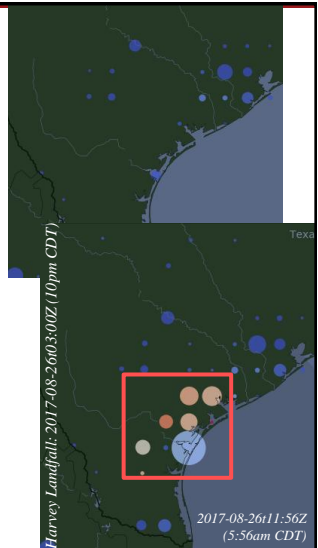 Texa
Harvey Landfall: 2017-08-26t03:00Z (10pm CDT)
2017-08-26t11:56Z
(5:56am CDT)